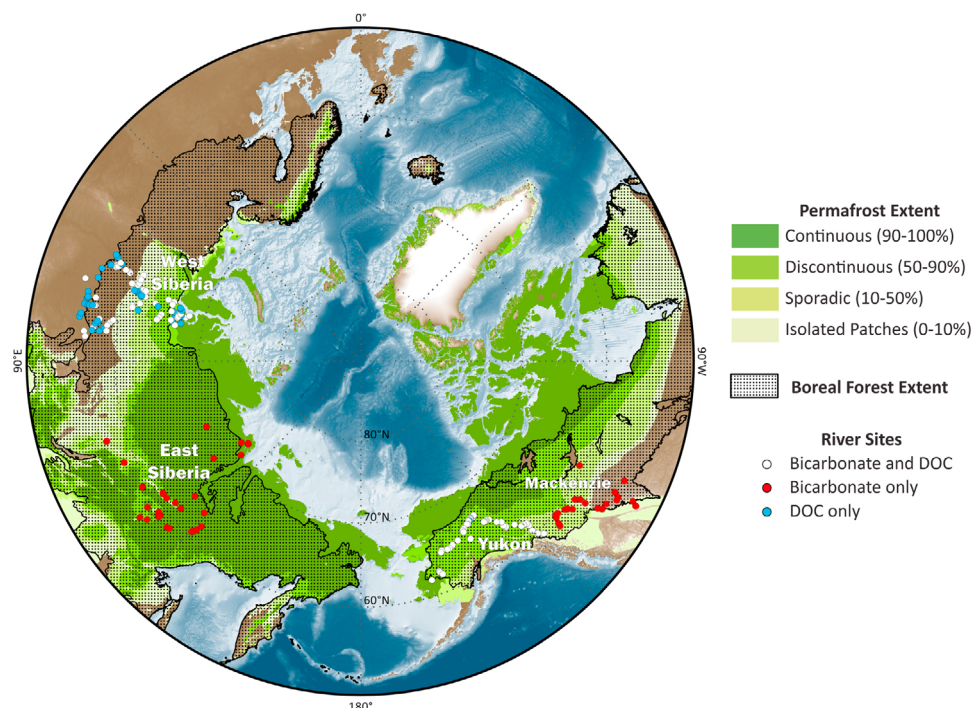 0°
West
Siberia
90°E
90°W
80°N
East
Siberia
Mackenzie
70°N
Yukon
60°N
180°
Permafrost Extent
Continuous (90-100%)
Discontinuous (50-90%)
Sporadic (10-50%)
Isolated Patches (0-10%)
Boreal Forest Extent
River Sites
Bicarbonate and DOC
Bicarbonate only
DOC only